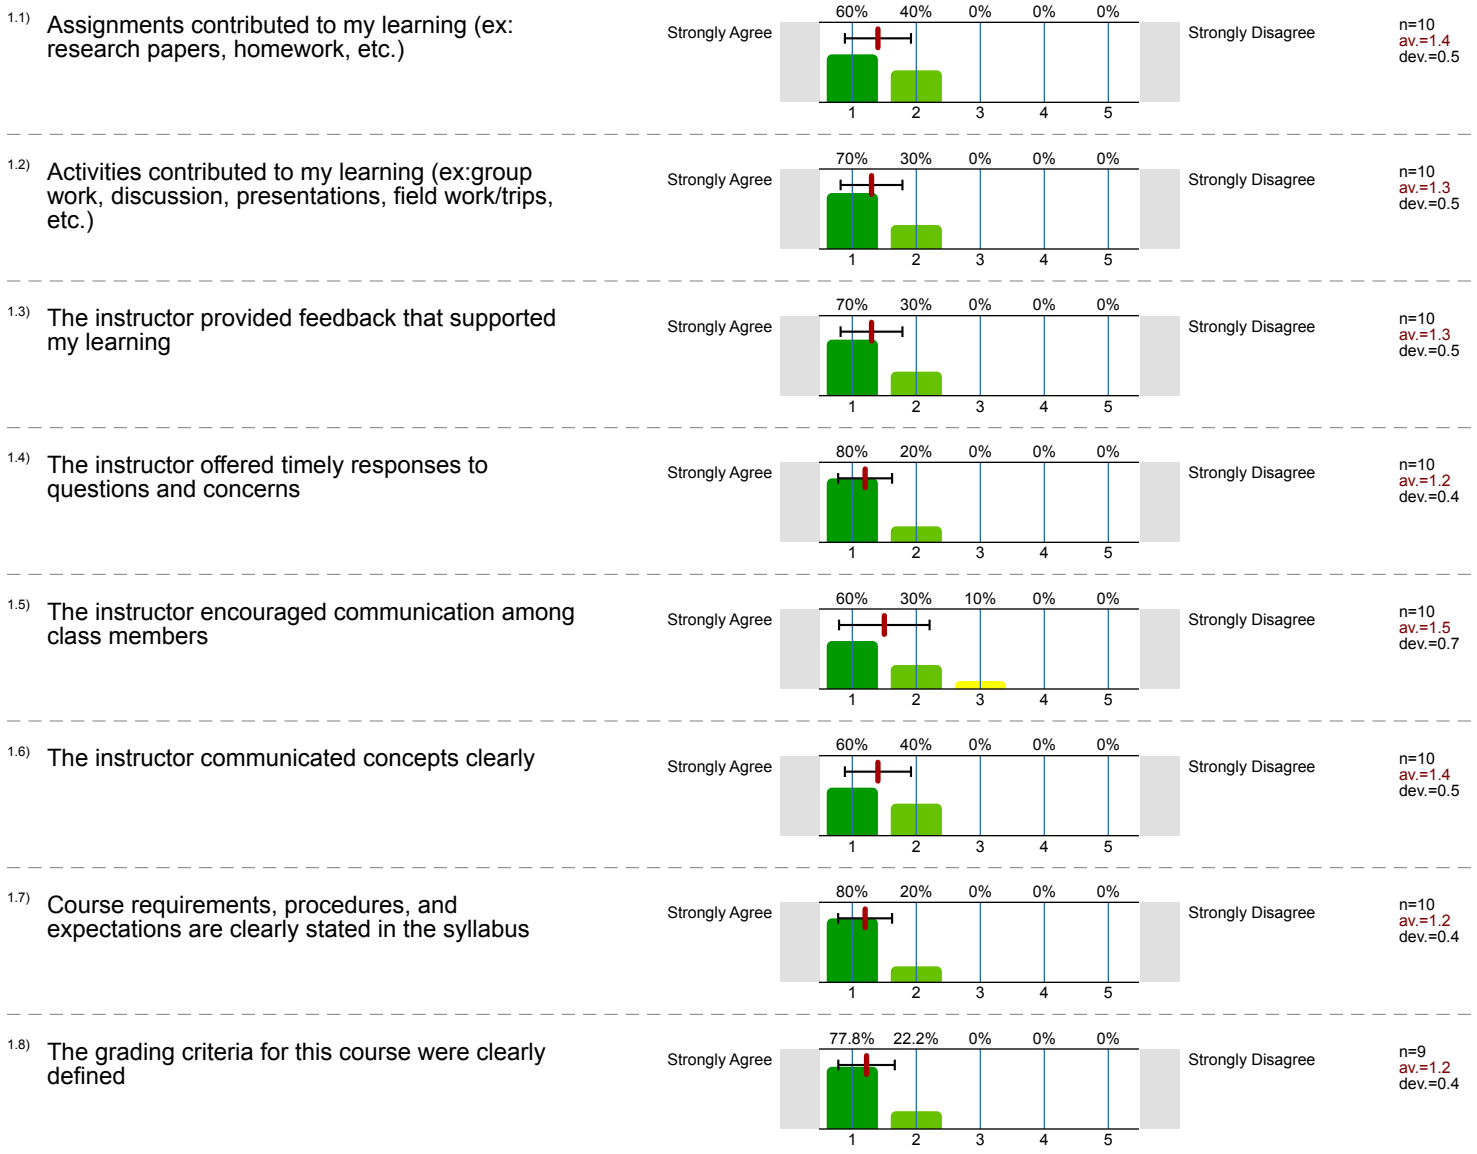 1.1) Assignments contributed to my learning (ex:
research papers, homework, etc.)
Strongly Agree
60% 40% 0% 0% 0%
1 2 3 4 5
Strongly Disagree
n=10
av.=1.4
dev.=0.5
1.2) Activities contributed to my learning (ex:group
work, discussion, presentations, field work/trips,
etc.)
Strongly Agree
70% 30% 0% 0% 0%
1 2 3 4 5
Strongly Disagree
n=10
av.=1.3
dev.=0.5
1.3) The instructor provided feedback that supported
my learning
Strongly Agree
70% 30% 0% 0% 0%
1 2 3 4 5
Strongly Disagree
n=10
av.=1.3
dev.=0.5
1.4) The instructor offered timely responses to
questions and concerns
Strongly Agree
80% 20% 0% 0% 0%
1 2 3 4 5
Strongly Disagree
n=10
av.=1.2
dev.=0.4
1.5) The instructor encouraged communication among
class members
Strongly Agree
60% 30% 10% 0% 0%
1 2 3 4 5
Strongly Disagree
n=10
av.=1.5
dev.=0.7
1.6) The instructor communicated concepts clearly
Strongly Agree
60% 40% 0% 0% 0%
1 2 3 4 5
Strongly Disagree
n=10
av.=1.4
dev.=0.5
1.7) Course requirements, procedures, and
expectations are clearly stated in the syllabus
Strongly Agree
80% 20% 0% 0% 0%
1 2 3 4 5
Strongly Disagree
n=10
av.=1.2
dev.=0.4
1.8) The grading criteria for this course were clearly
defined
Strongly Agree
77.8% 22.2% 0% 0% 0%
1 2 3 4 5
Strongly Disagree
n=9
av.=1.2
dev.=0.4